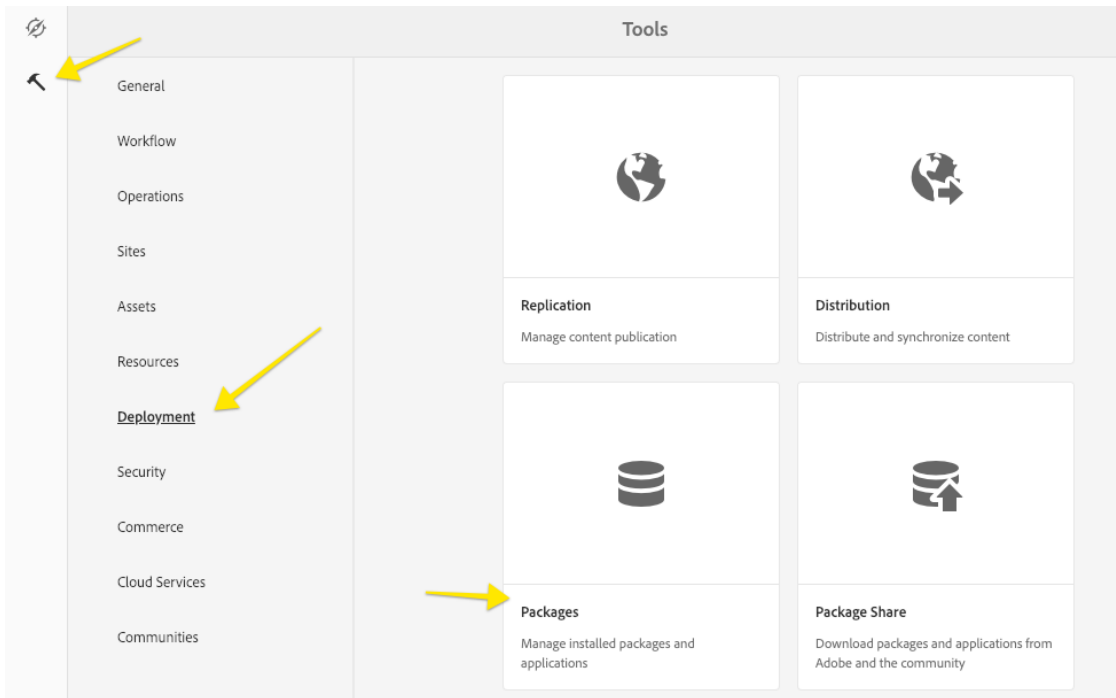 Tools
General
Workflow
Operations
Sites
Assets
Resources
Deployment
Security
Commerce
Cloud Services
Communities
Replication
Manage content publication
Distribution
Distribute and synchronize content
Packages
Manage installed packages and
applications
Package Share
Download packages and applications from
Adobe and the community